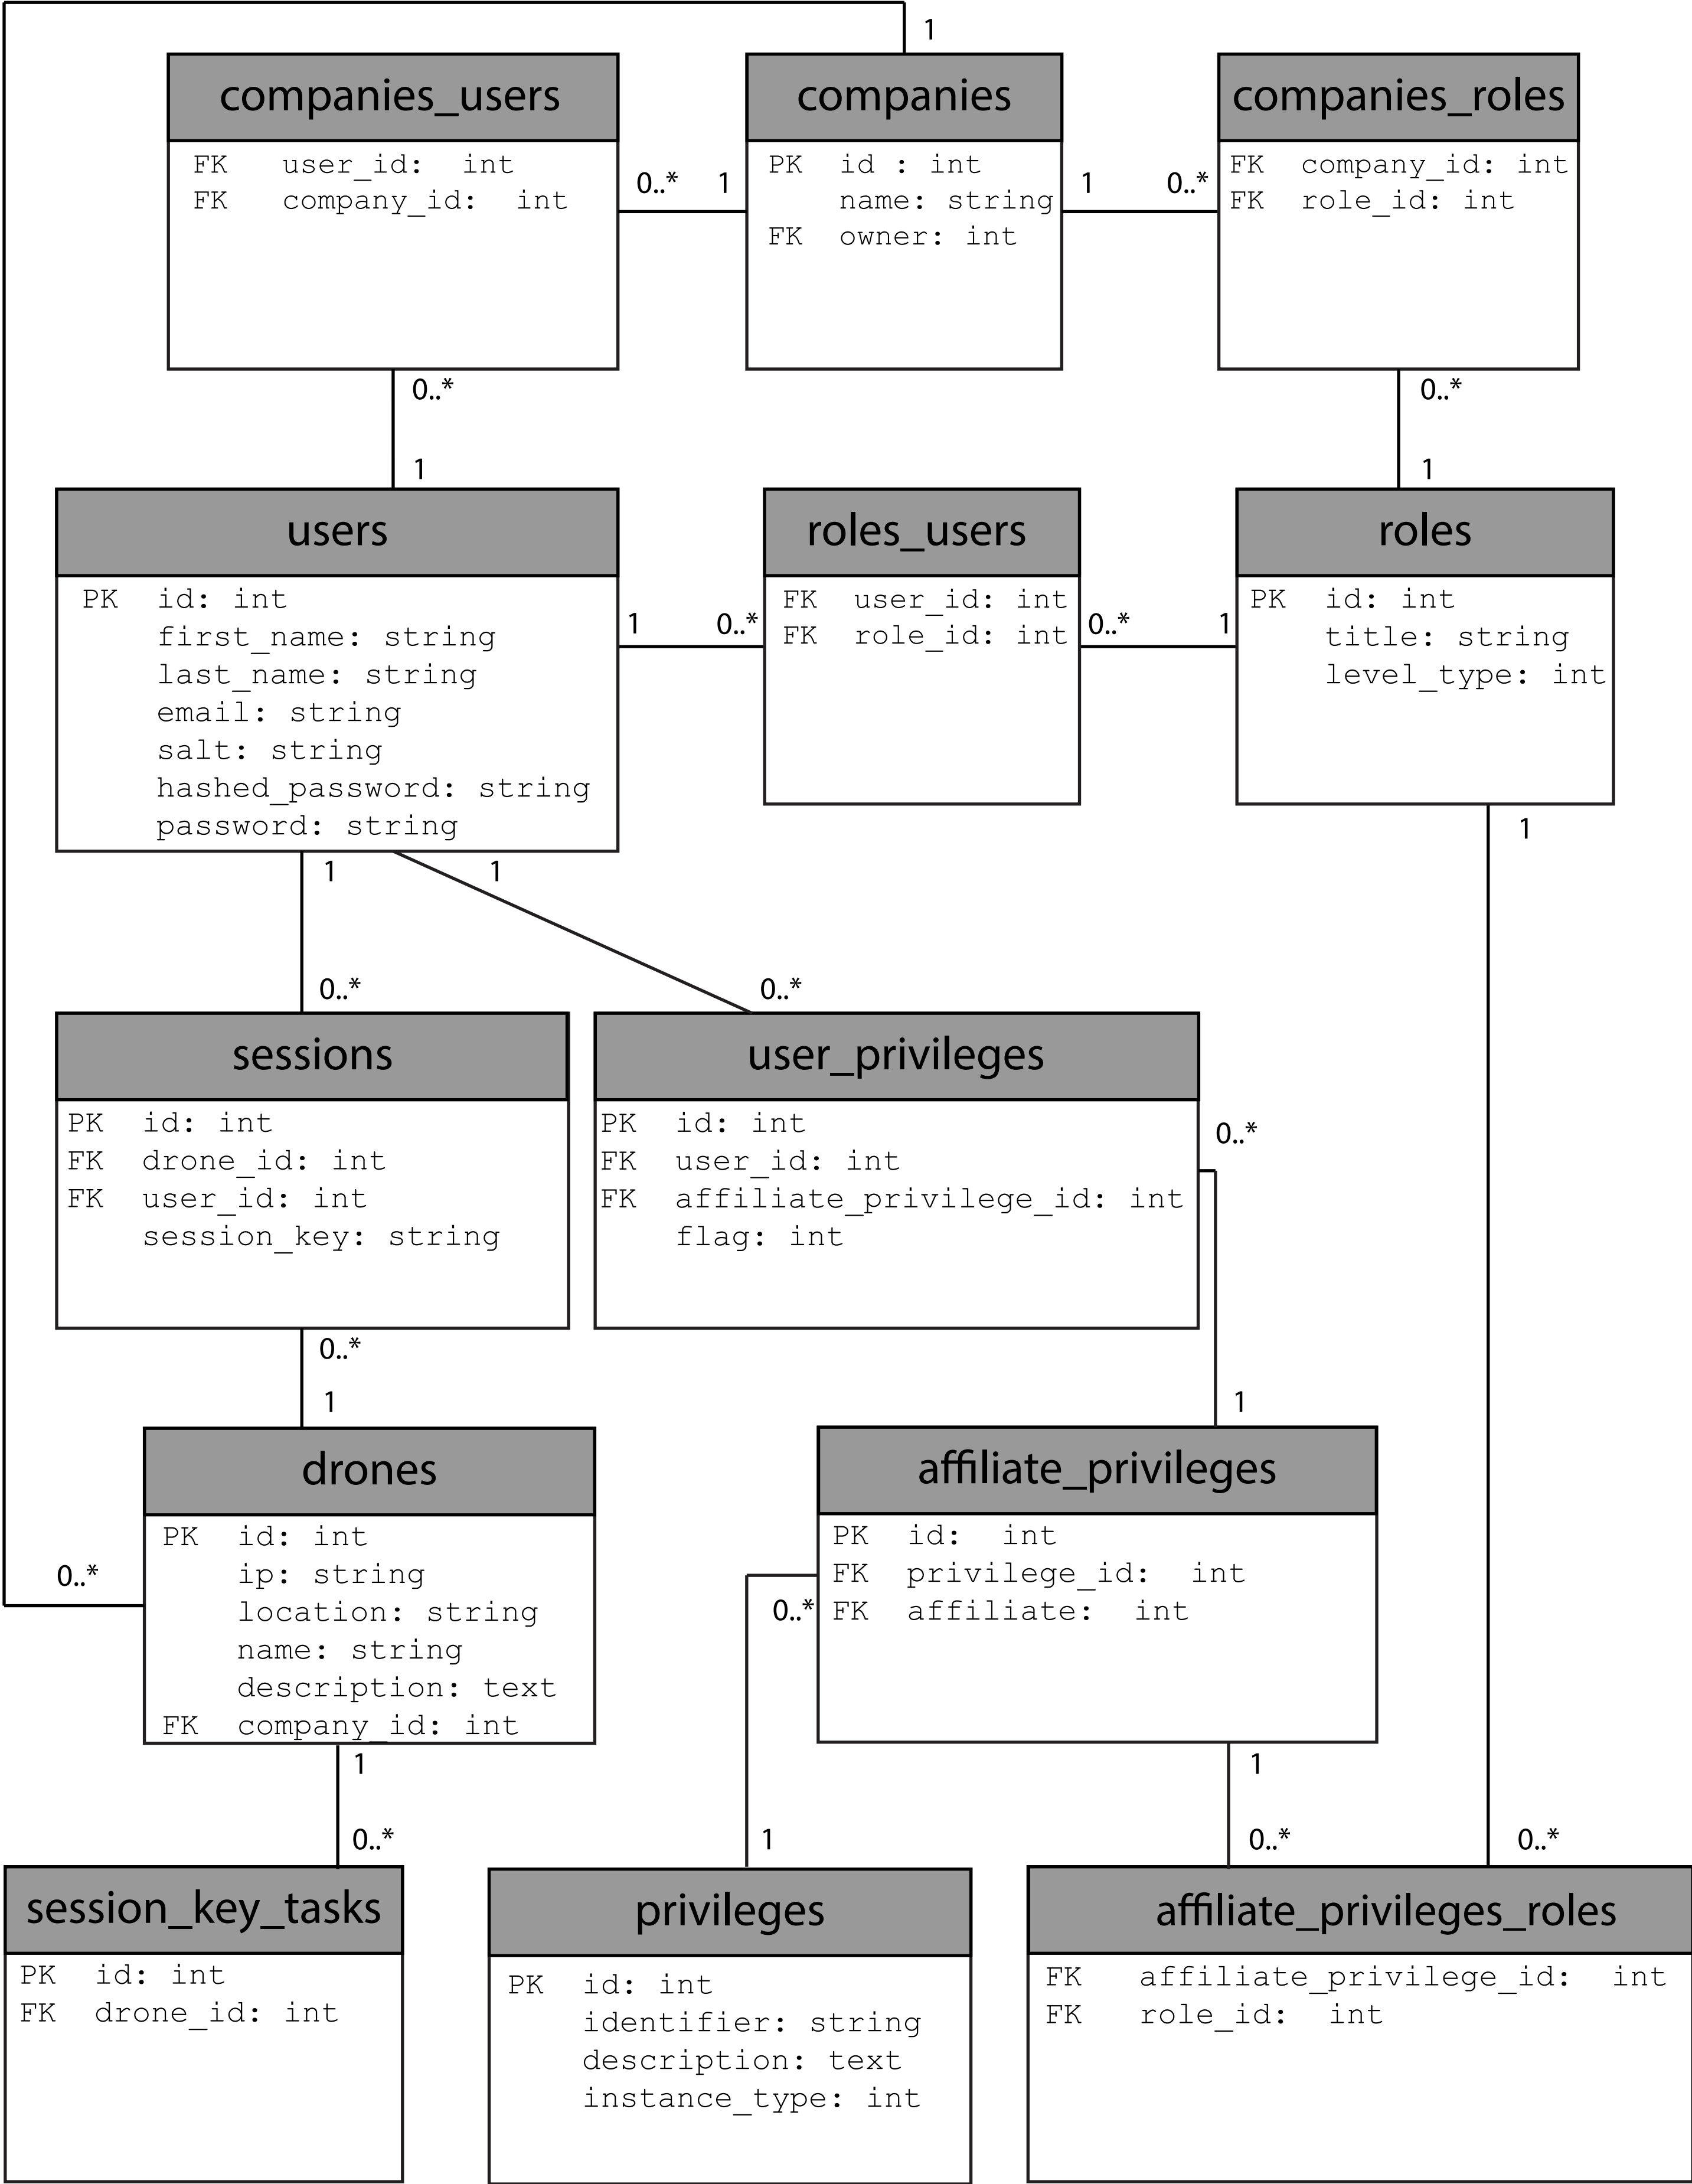 1
companies_users
FK user_id: int
FK company_id: int
0..* 1
companies
PK id : int
name: string
FK owner: int
1 0..*
companies_roles
FK company_id: int
FK role_id: int
0..*
1
0..*
1
users
PK id: int
first_name: string
last_name: string
email: string
salt: string
hashed_password: string
password: string
1 0..*
roles_users
FK user_id: int
FK role_id: int
0..* 1
roles
PK id: int
title: string
level_type: int
1
1
1
0..*
0..*
sessions
PK id: int
FK drone_id: int
FK user_id: int
session_key: string
user_privileges
PK id: int
FK user_id: int
FK affiliate_privilege_id: int
flag: int
0..*
0..*
1
1
drones
PK id: int
ip: string
location: string
name: string
description: text
FK company_id: int
0..*
affiliate_privileges
PK id: int
FK privilege_id: int
FK affiliate: int
0..*
1
1
0..*
1
0..*
0..*
session_key_tasks
PK id: int
FK drone_id: int
privileges
PK id: int
identifier: string
description: text
instance_type: int
affiliate_privileges_roles
FK affiliate_privilege_id: int
FK role_id: int